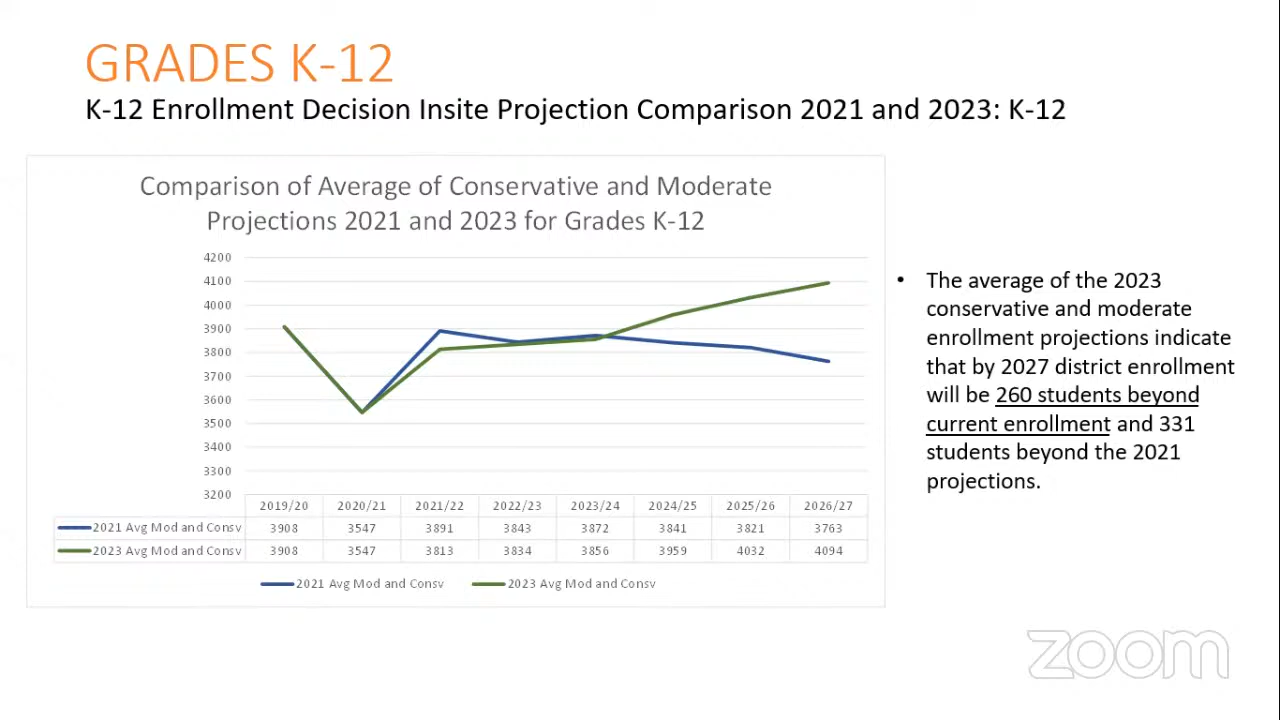 GRADES K-12
K-12 Enrollment Decision Insite Projection Comparison 2021 and 2023: K-12
Comparison of Average of Conservative and Moderate
Projections 2021 and 2023 for Grades K-12
4200
4100
4000
3900
3800
3700
3600
3500
3400
3300
3200
2019/20 2020/21 2021/22 2022/23 2023/24 2024/25 2025/26 2026/27
2021 Avg Mod and Consv 3908 3547 3891 3843 3872 3841 3821 3763
2023 Avg Mod and Consv 3908 3547 3813 3834 3856 3959 4032 4094
2021 Avg Mod and Consv 2023 Avg Mod and Consv
• The average of the 2023
conservative and moderate
enrollment projections indicate
that by 2027 district enrollment
will be 260 students beyond
current enrollment and 331
students beyond the 2021
projections.
zoom